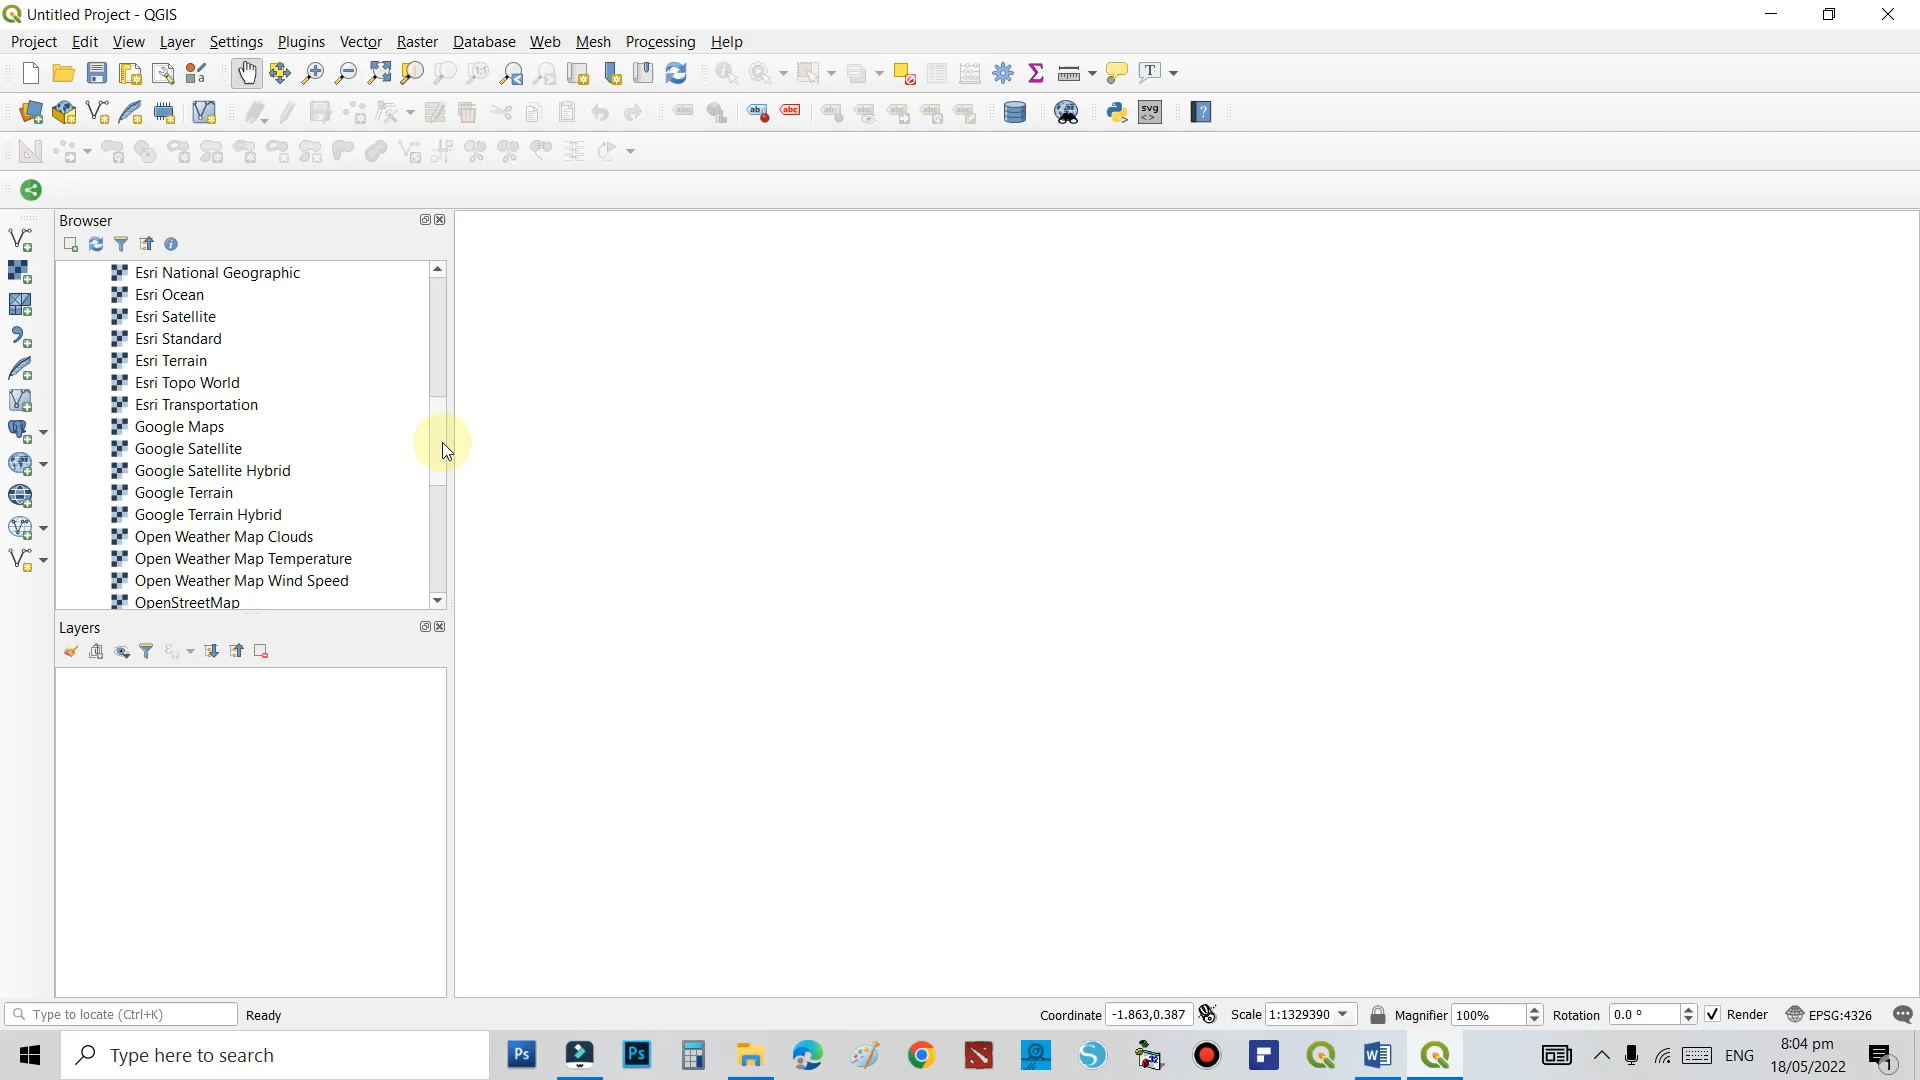 Untitled Project - QGIS
Project Edit View Layer Settings Plugins Vector Raster Database Web Mesh Processing Help
Browser
Esri National Geographic
Esri Ocean
Esri Satellite
Esri Standard
Esri Terrain
Esri Topo World
Esri Transportation
Google Maps
Google Satellite
Google Satellite Hybrid
Google Terrain
Google Terrain Hybrid
Open Weather Map Clouds
Open Weather Map Temperature
Open Weather Map Wind Speed
OpenStreetMap
Layers
Type to locate (Ctrl+K) Ready Coordinate -1.863,0.387 Scale 1:1329390 Magnifier 100% Rotation 0.0 ° Render EPSG:4326
Type here to search ENG 8:04 pm
18/05/2022 1